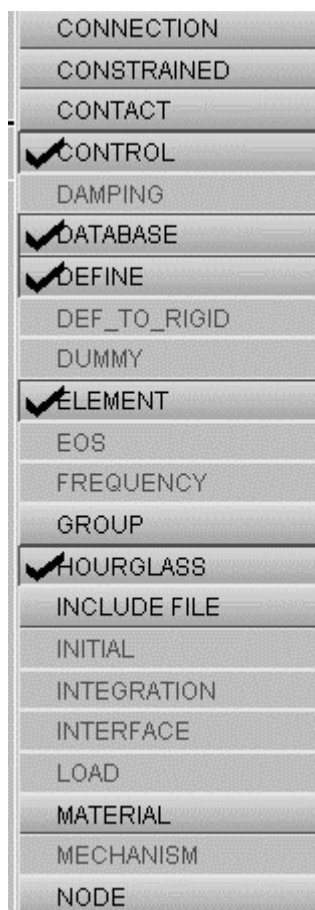 CONNECTION
CONSTRAINED
CONTACT
CONTROL
DAMPING
DATABASE
DEFINE
DEF_TO_RIGID
DUMMY
ELEMENT
EOS
FREQUENCY
GROUP
HOURGLASS
INCLUDE FILE
INITIAL
INTEGRATION
INTERFACE
LOAD
MATERIAL
MECHANISM
NODE